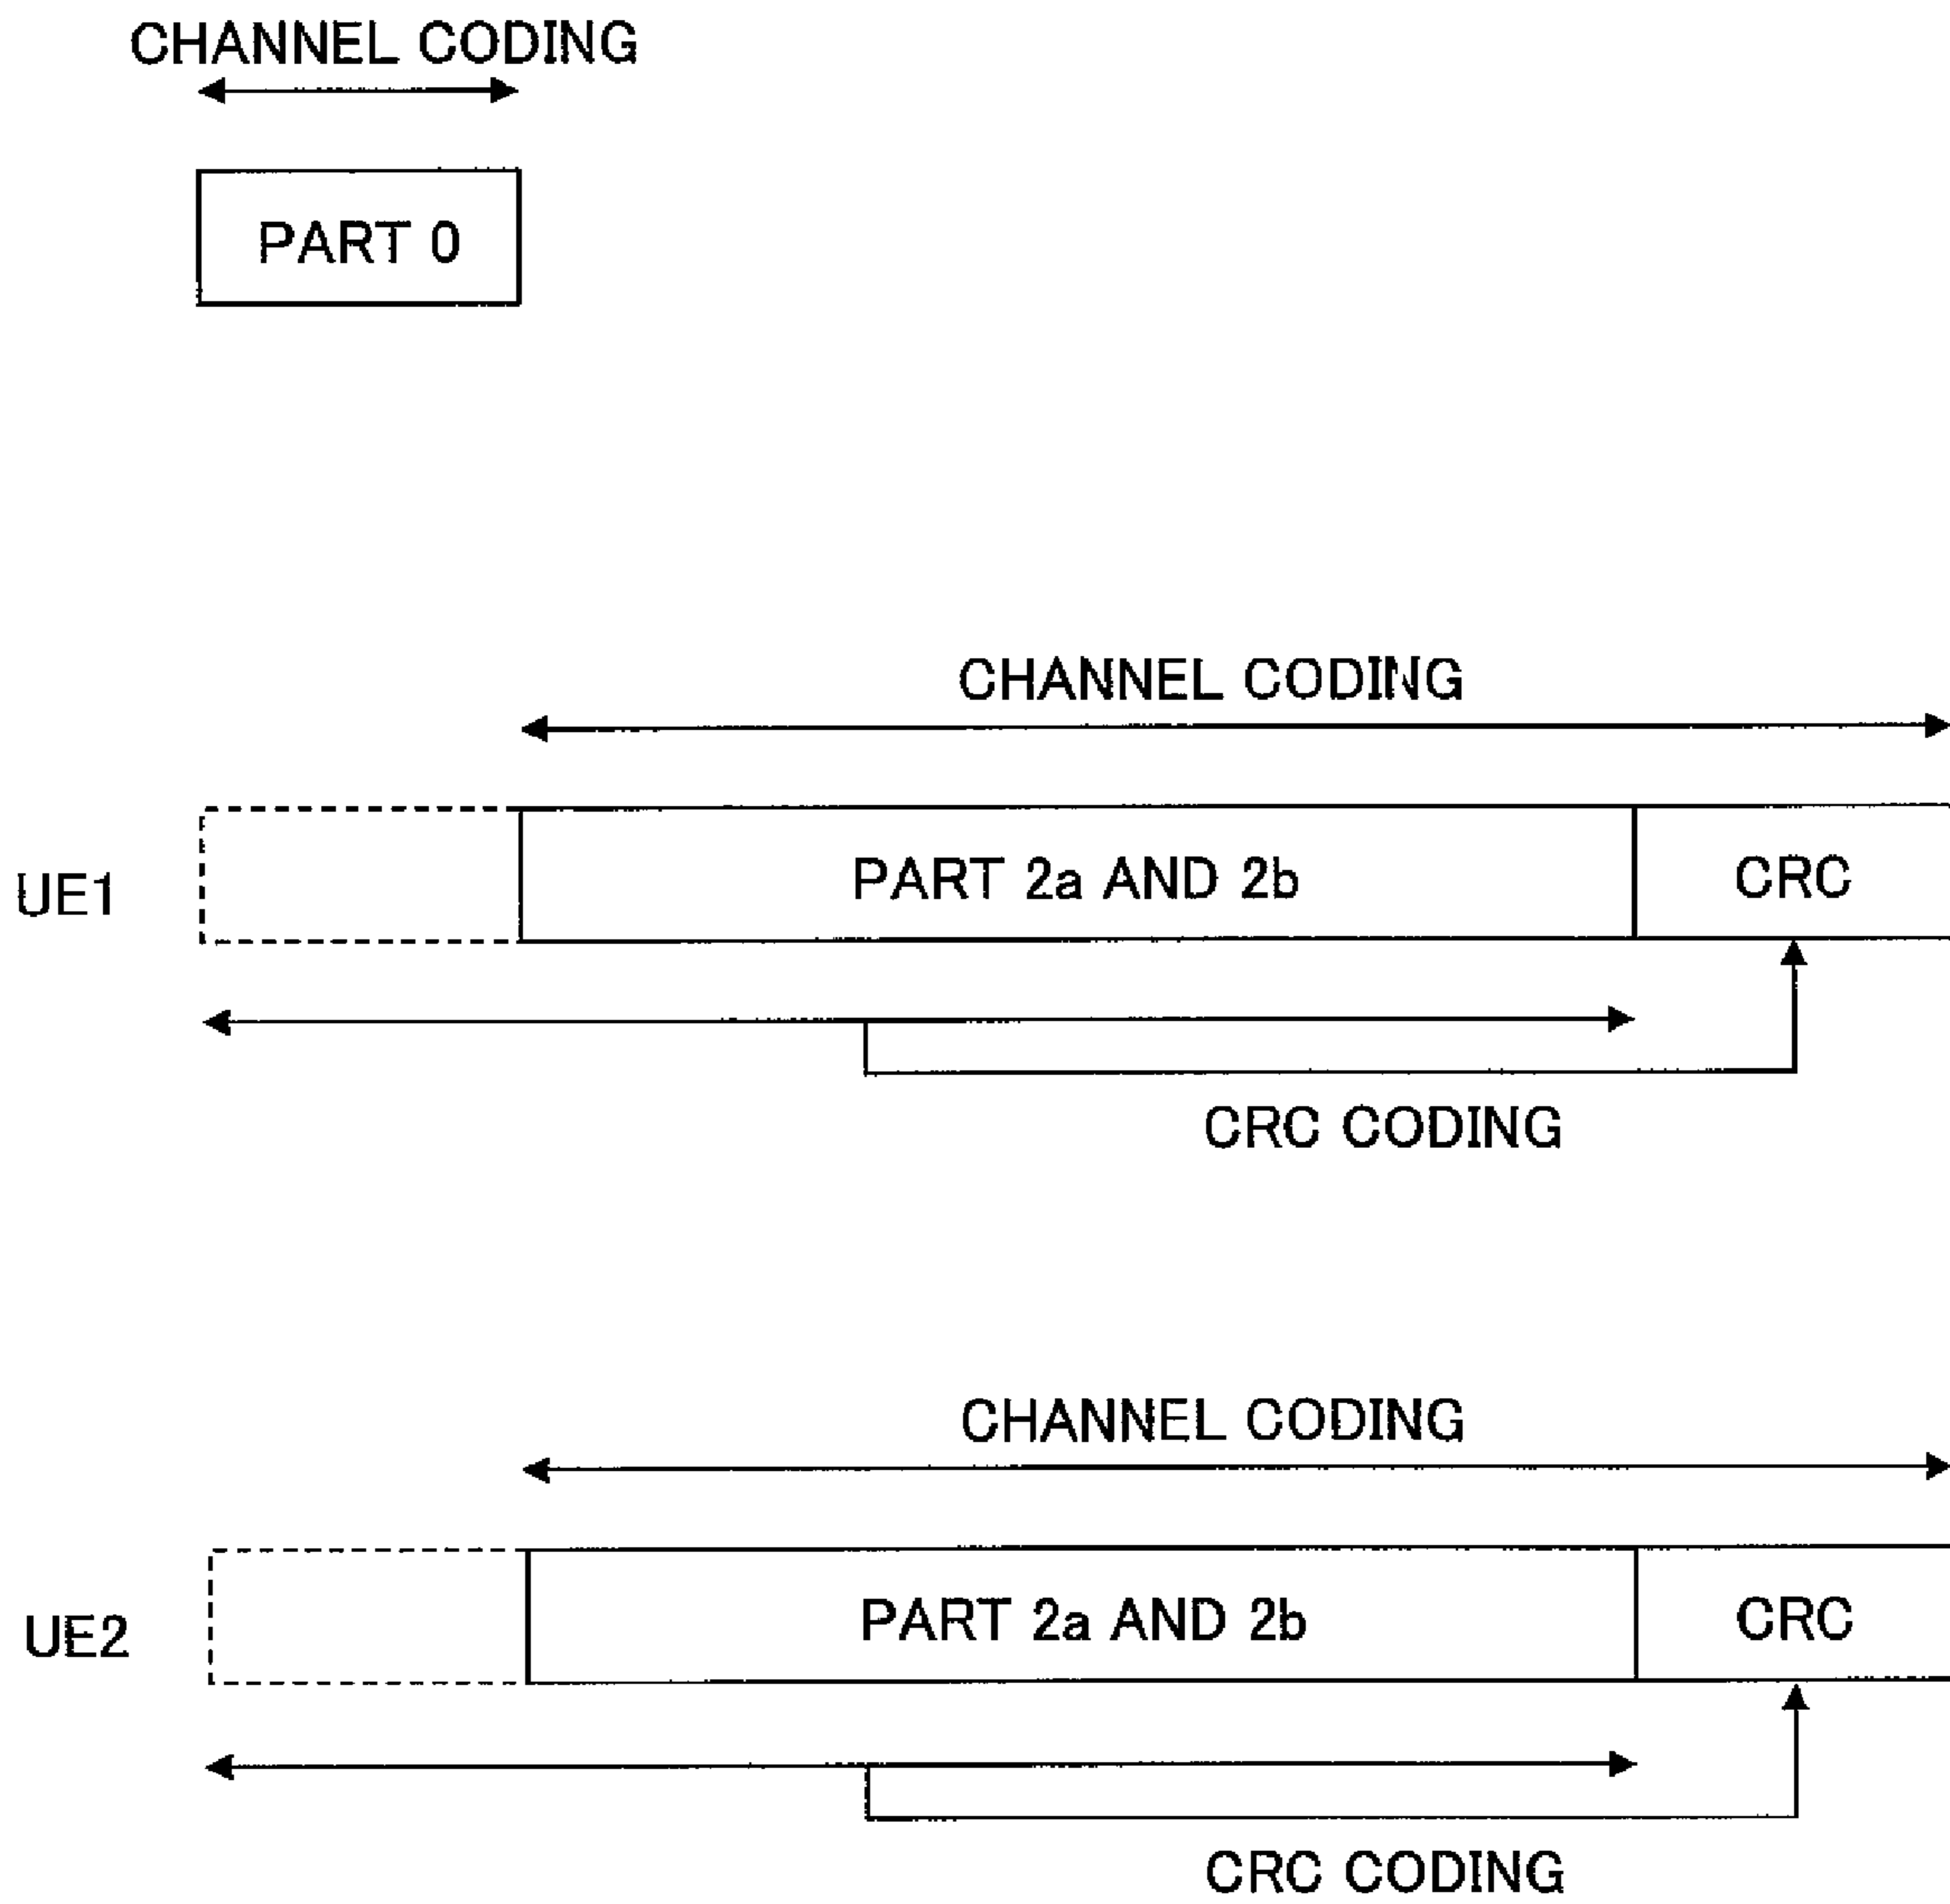 CHANNEL CODING
PART 0
CHANNEL CODING
UE1
PART 2a AND 2b
CRC
CRC CODING
CHANNEL CODING
UE2
PART 2a AND 2b
CRC
CRC CODING